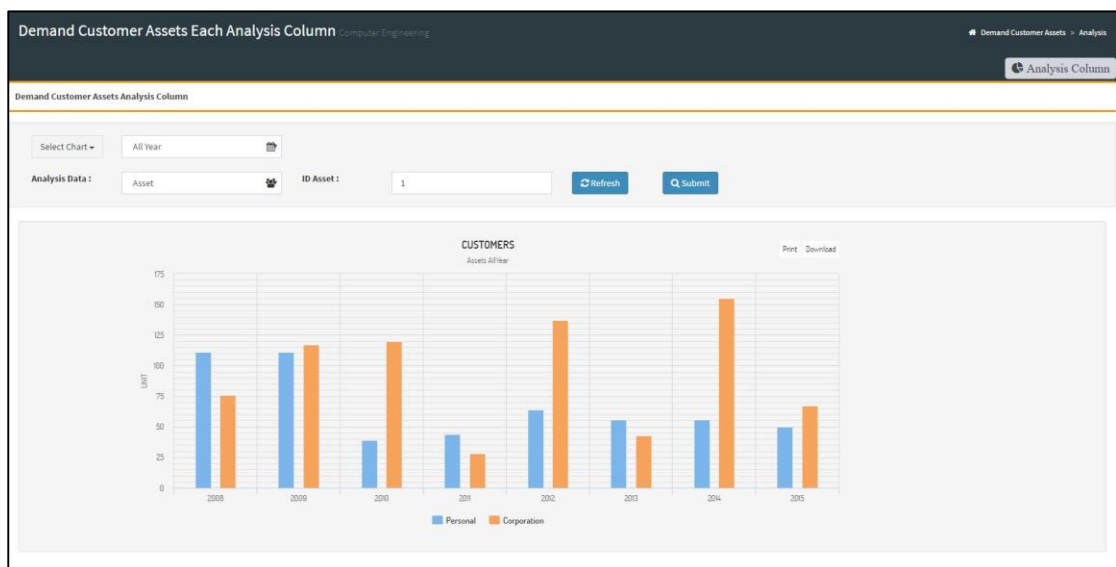 Demand Customer Assets Each Analysis Column Computer Engineering
Demand Customer Assets > Analysis
Analysis Column
Demand Customer Assets Analysis Column
Select Chart
All Year
Analysis Data :
Asset
ID Asset :
1
Refresh
Submit
CUSTOMERS
Assets All Year
Print Download
175
150
125
100
75
50
25
0
UNIT
2008 2009 2010 2011 2012 2013 2014 2015
Personal Corporation